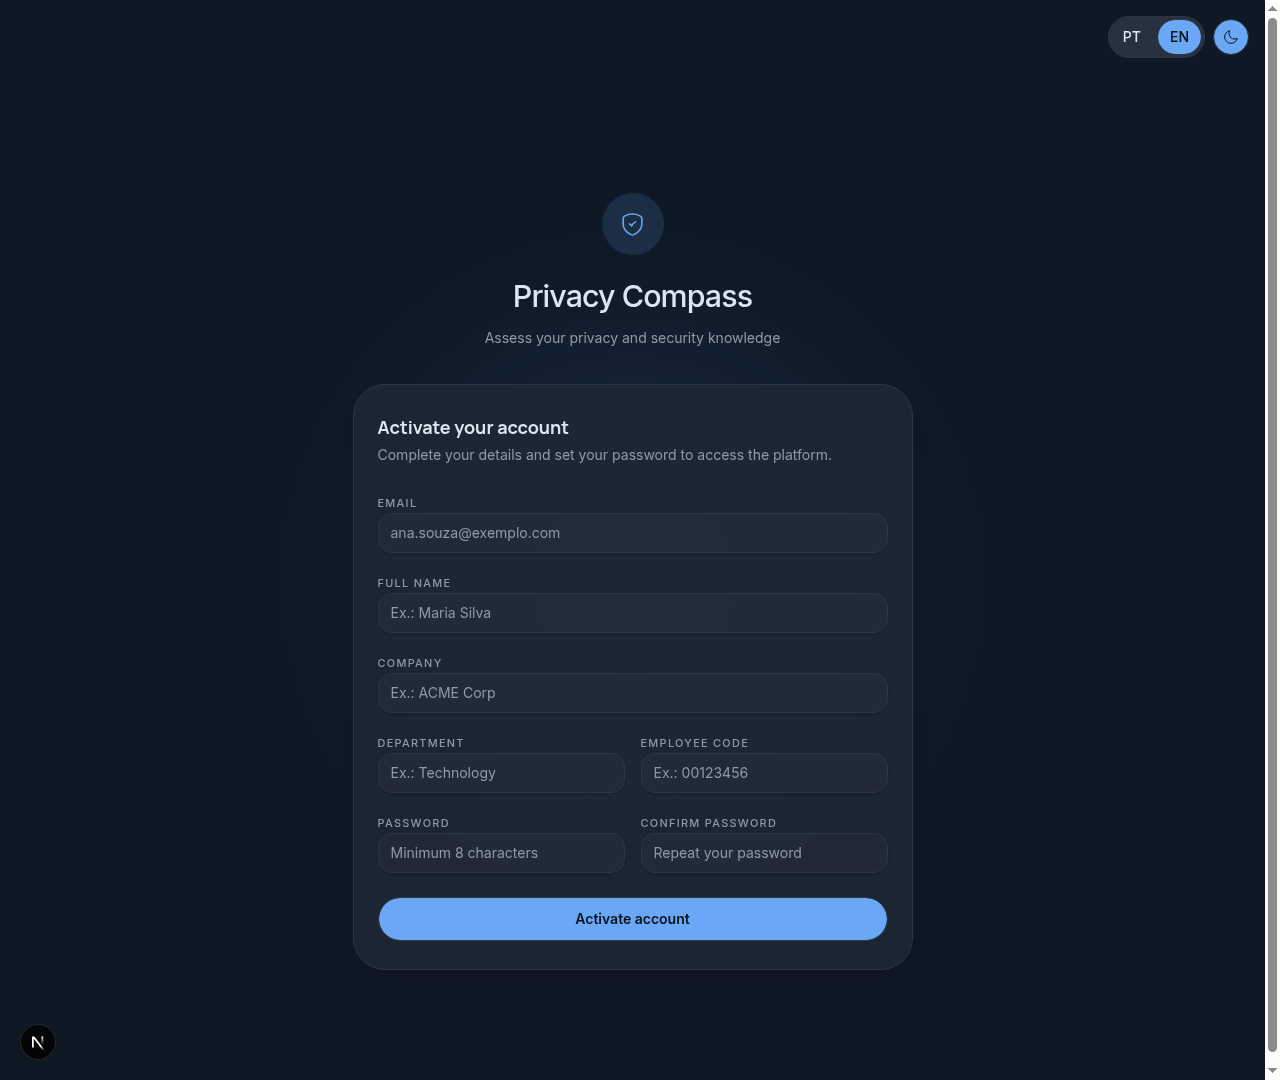 PT EN
Privacy Compass
Assess your privacy and security knowledge
Activate your account
Complete your details and set your password to access the platform.
EMAIL
ana.souza@exemplo.com
FULL NAME
Ex.: Maria Silva
COMPANY
Ex.: ACME Corp
DEPARTMENT
Ex.: Technology
EMPLOYEE CODE
Ex.: 00123456
PASSWORD
Minimum 8 characters
CONFIRM PASSWORD
Repeat your password
Activate account
N